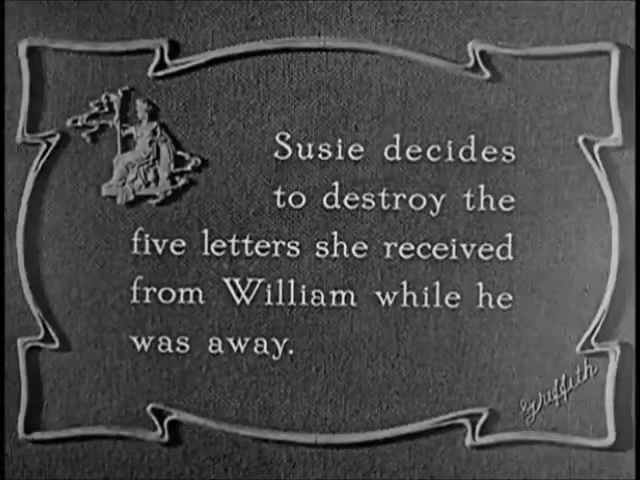 Susie decides
to destroy the
five letters she received
from William while he
was away.
Griffith